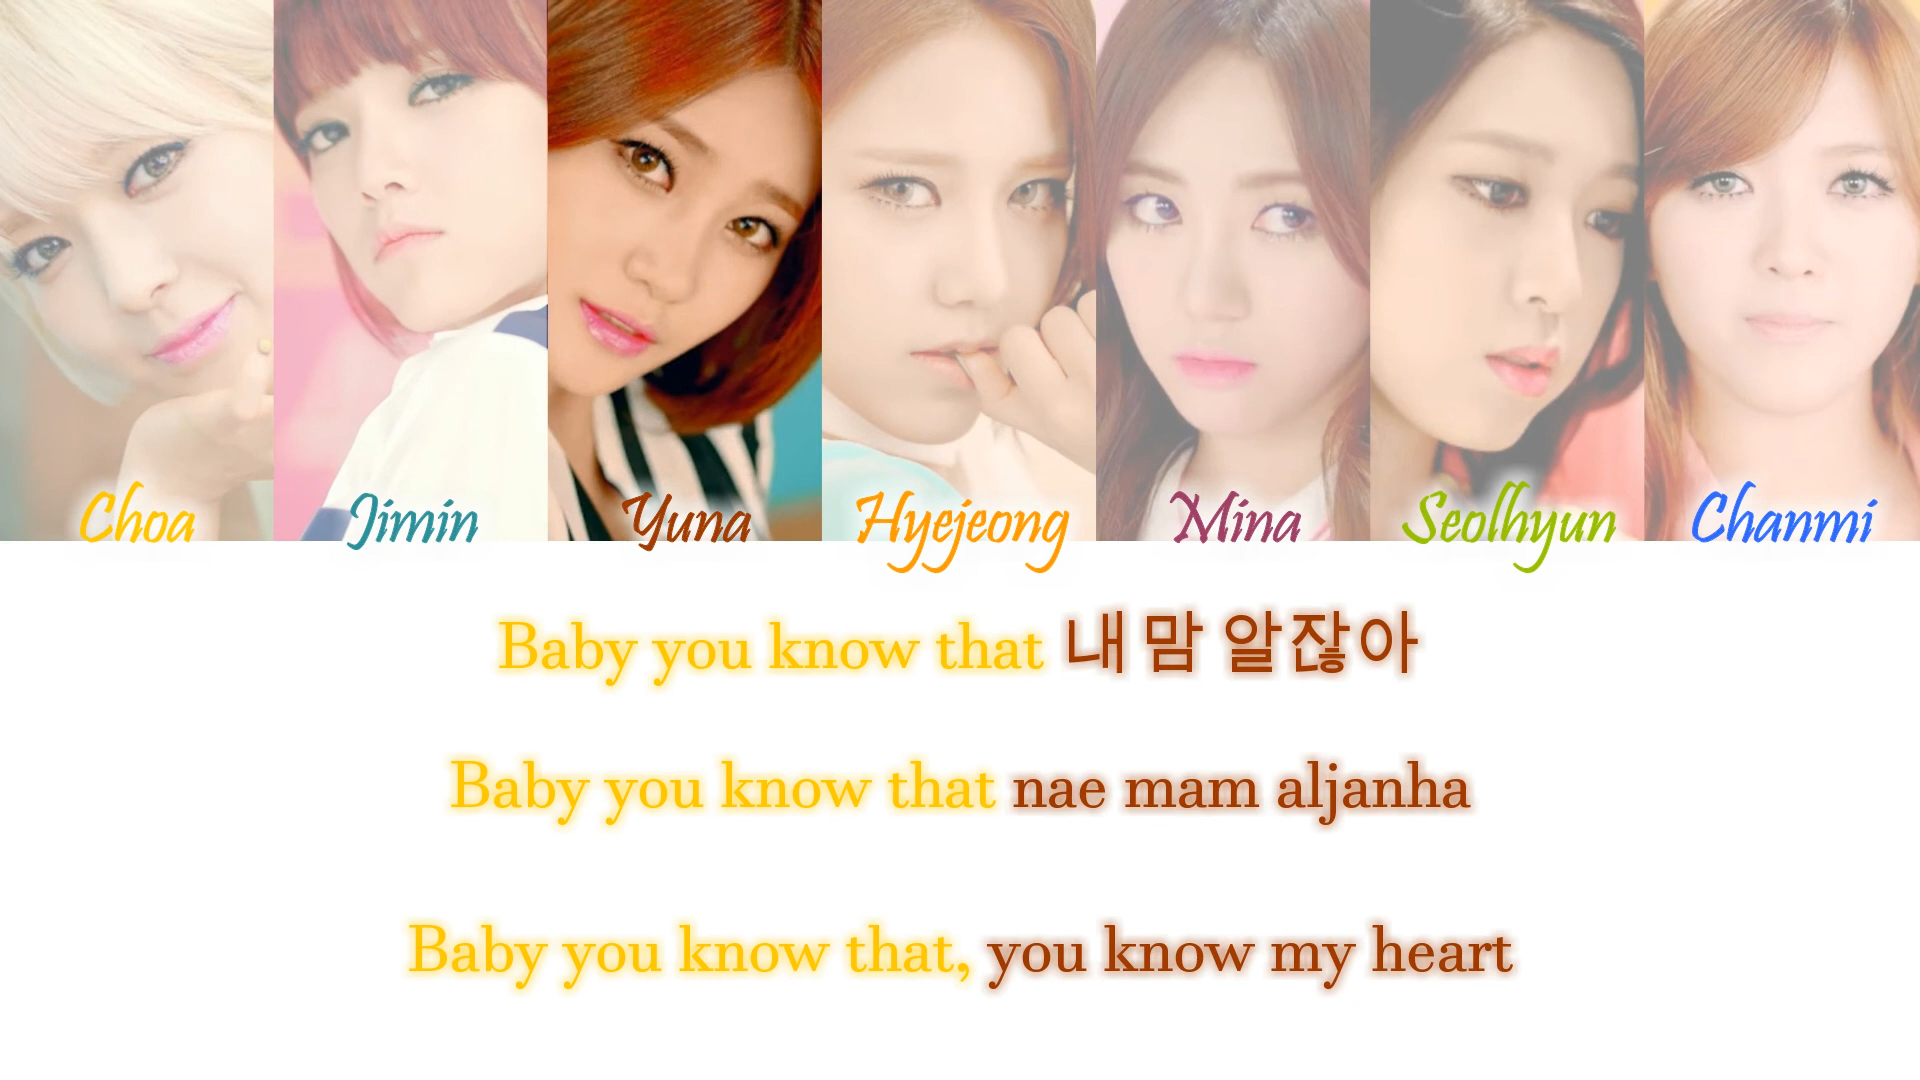 Choa Jimin Yuna Hyejeong Mina Seolhyun Chanmi
Baby you know that 내 맘 알잖아
Baby you know that nae mam aljanha
Baby you know that, you know my heart